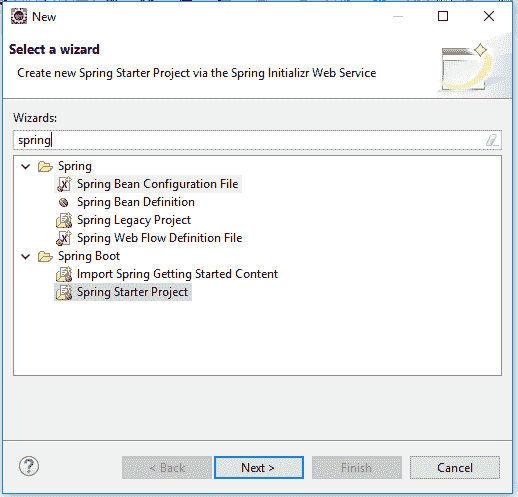 New
Select a wizard
Create new Spring Starter Project via the Spring Initializr Web Service
Wizards:
spring
Spring
Spring Bean Configuration File
Spring Bean Definition
Spring Legacy Project
Spring Web Flow Definition File
Spring Boot
Import Spring Getting Started Content
Spring Starter Project
? < Back Next > Finish Cancel